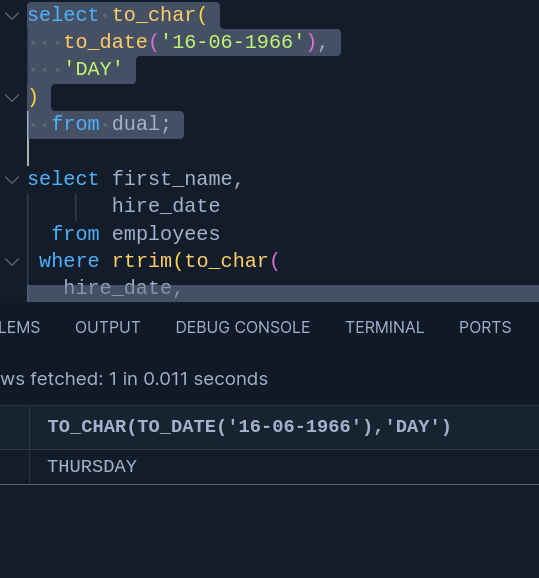 select to_char(
to_date('16-06-1966'),
'DAY'
)
from dual;
select first_name,
hire_date
from employees
where rtrim(to_char(
hire_date,
LEMS OUTPUT DEBUG CONSOLE TERMINAL PORTS
ws fetched: 1 in 0.011 seconds
TO_CHAR(TO_DATE('16-06-1966'),'DAY')
THURSDAY